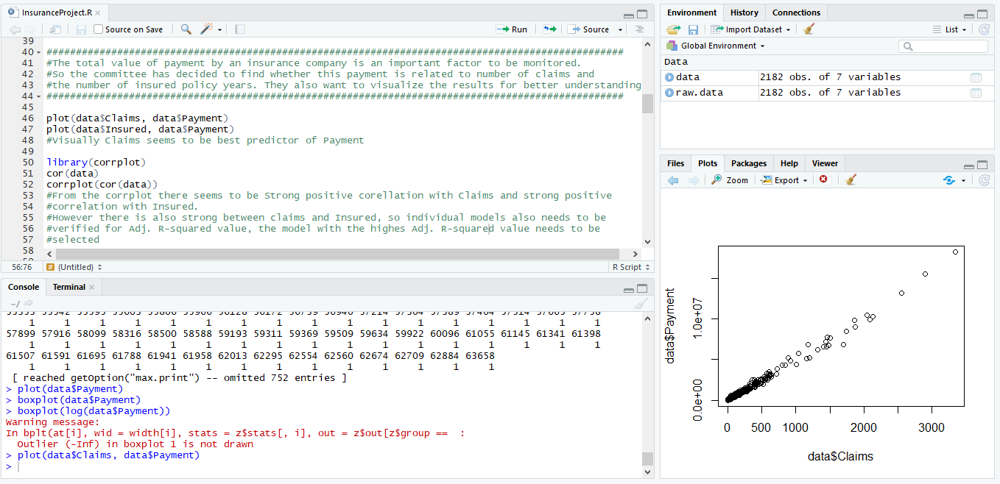 InsuranceProject.R
Source on Save
Run
Source
39
40 ##################################################################################################
41 #The total value of payment by an insurance company is an important factor to be monitored.
42 #So the committee has decided to find whether this payment is related to number of claims and
43 #the number of insured policy years. They also want to visualize the results for better understanding
44 ##################################################################################################
45
46 plot(data$Claims, data$Payment)
47 plot(data$Insured, data$Payment)
48 #Visually Claims seems to be best predictor of Payment
49
50 library(corrplot)
51 cor(data)
52 corrplot(cor(data))
53 #From the corrplot there seems to be Strong positive corellation with Claims and strong positive
54 #correlation with Insured.
55 #However there is also strong between claims and Insured, so individual models also needs to be
56 #verified for Adj. R-squared value, the model with the highes Adj. R-squared value needs to be
57 #selected
58
56:76 # (Untitled) R Script
Console Terminal
~/
1 1 1 1 1 1 1 1 1 1 1 1 1 1 1 1 1
57899 57916 58099 58316 58500 58588 59193 59311 59369 59509 59634 59922 60096 61055 61145 61341 61398
1 1 1 1 1 1 1 1 1 1 1 1 1 1 1 1 1
61507 61591 61695 61788 61941 61958 62013 62295 62554 62560 62674 62709 62884 63658
1 1 1 1 1 1 1 1 1 1 1 1 1 1
[ reached getOption("max.print") -- omitted 752 entries ]
> plot(data$Payment)
> boxplot(data$Payment)
> boxplot(log(data$Payment))
Warning message:
In bplt(at[i], wid = width[i], stats = z$stats[, i], out = z$out[z$group == :
Outlier (-Inf) in boxplot 1 is not drawn
> plot(data$Claims, data$Payment)
>
Environment History Connections
Import Dataset List
Global Environment
Data
data 2182 obs. of 7 variables
raw.data 2182 obs. of 7 variables
Files Plots Packages Help Viewer
Zoom Export
data$Payment
1.0e+07
0.0e+00
0 500 1000 2000 3000
data$Claims